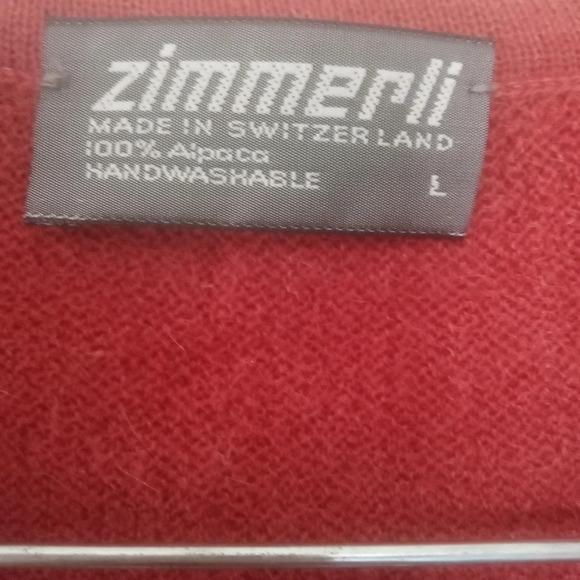 zimmerli
MADE IN SWITZERLAND
100% Alpaca
HANDWASHABLE L